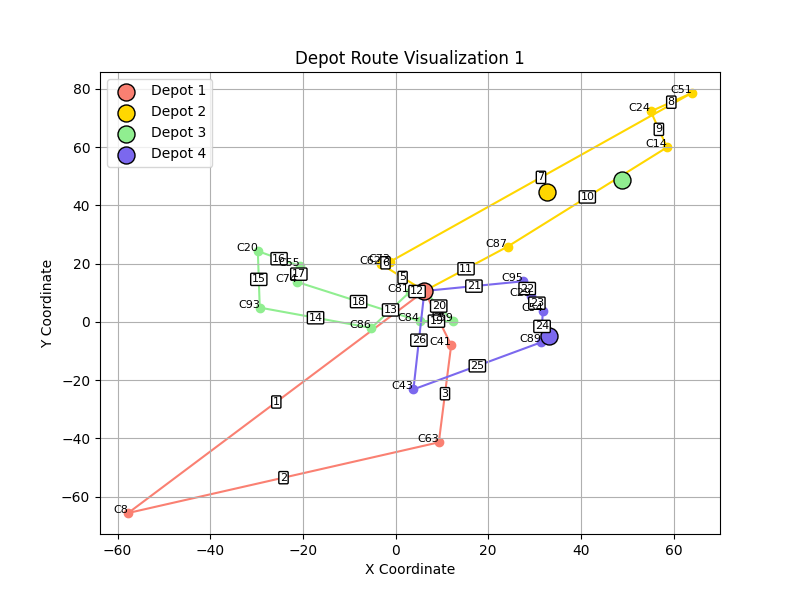 Depot Route Visualization 1
Depot 1
Depot 2
Depot 3
Depot 4
Y Coordinate
80
60
40
20
0
−20
−40
−60
−60
−40
−20
0
20
40
60
X Coordinate
C51
8
C24
9
C14
7
10
C20
C87
16
C55
C62
6
11
17
C74
15
5
C95
21
22
C81
12
C93
20
23
18
13
14
C84
19
C86
24
26
C41
C89
25
C43
3
1
C63
2
C8